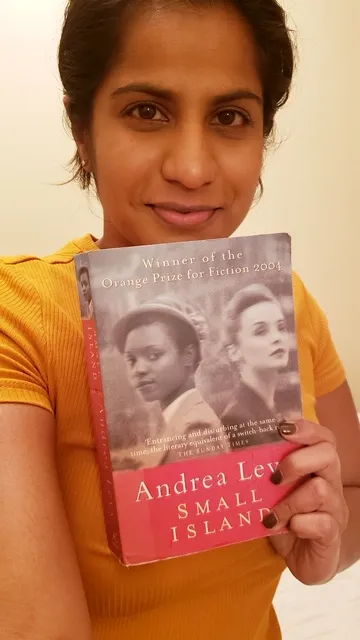 Winner of the
Orange Prize for Fiction 2004
'Entrancing and disturbing at the same
time; the literary equivalent of a switch-back
THE SUNDAY TIMES
Andrea Lev
SMALL
ISLAND